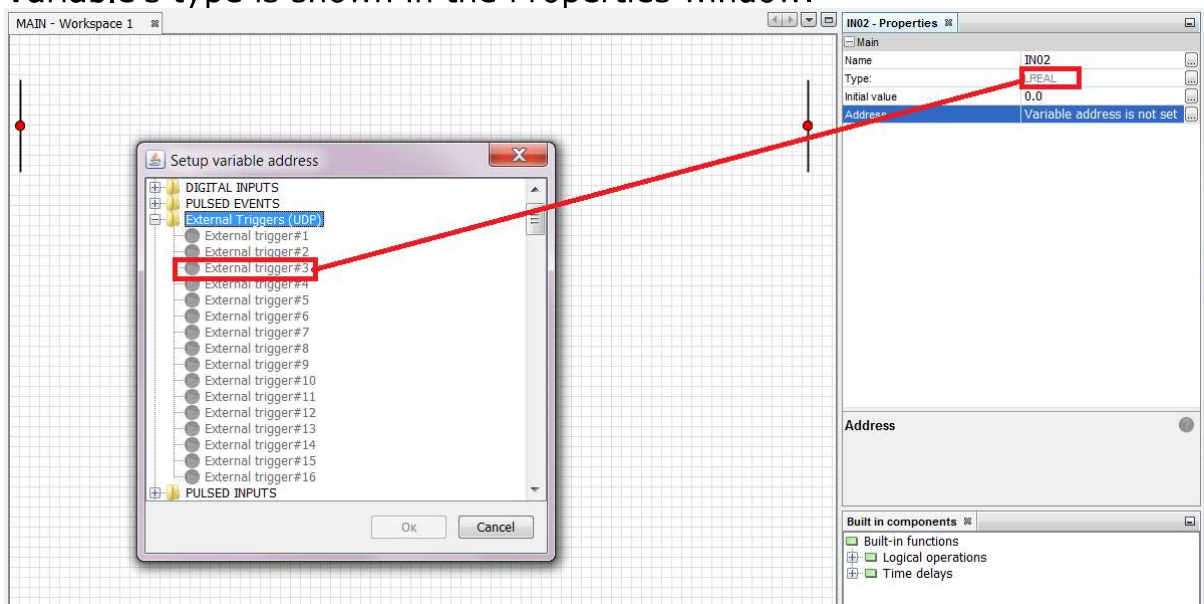 variable's type is shown in the Properties window.
MAIN - Workspace 1
Setup variable address
DIGITAL INPUTS
PULSED EVENTS
External Triggers (UDP)
External trigger#1
External trigger#2
External trigger#3
External trigger#4
External trigger#5
External trigger#6
External trigger#7
External trigger#8
External trigger#9
External trigger#10
External trigger#11
External trigger#12
External trigger#13
External trigger#14
External trigger#15
External trigger#16
PULSED INPUTS
Ок Cancel
IN02 - Properties
Main
Name IN02
Type: LREAL
Initial value 0.0
Address Variable address is not set
Address
Built in components
Built-in functions
Logical operations
Time delays